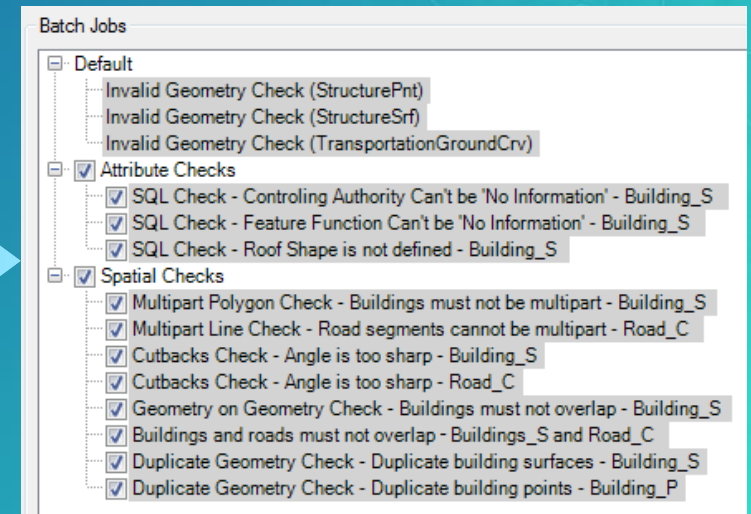 Batch Jobs
Default
Invalid Geometry Check (StructurePnt)
Invalid Geometry Check (StructureSrf)
Invalid Geometry Check (TransportationGroundCrv)
Attribute Checks
SQL Check - Controling Authority Can't be 'No Information' - Building_S
SQL Check - Feature Function Can't be 'No Information' - Building_S
SQL Check - Roof Shape is not defined - Building_S
Spatial Checks
Multipart Polygon Check - Buildings must not be multipart - Building_S
Multipart Line Check - Road segments cannot be multipart - Road_C
Cutbacks Check - Angle is too sharp - Building_S
Cutbacks Check - Angle is too sharp - Road_C
Geometry on Geometry Check - Buildings must not overlap - Building_S
Buildings and roads must not overlap - Buildings_S and Road_C
Duplicate Geometry Check - Duplicate building surfaces - Building_S
Duplicate Geometry Check - Duplicate building points - Building_P